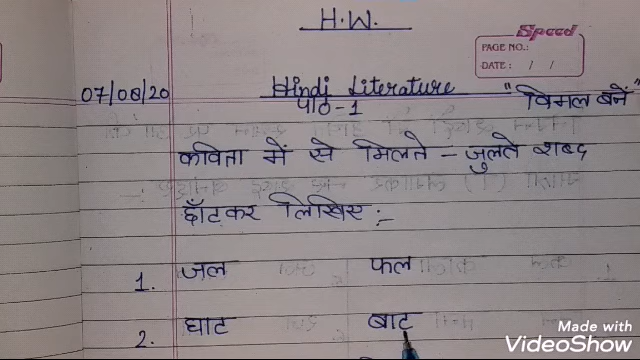 H.W.
Speed
PAGE NO.:
DATE: / /
07/08/20 Hindi Literature
पाठ-1 "विमल बनें"
कविता में से मिलते-जुलते शब्द
छाँटकर लिखिए :-
1. जल फल
2. घाट बाट
Made with
VideoShow